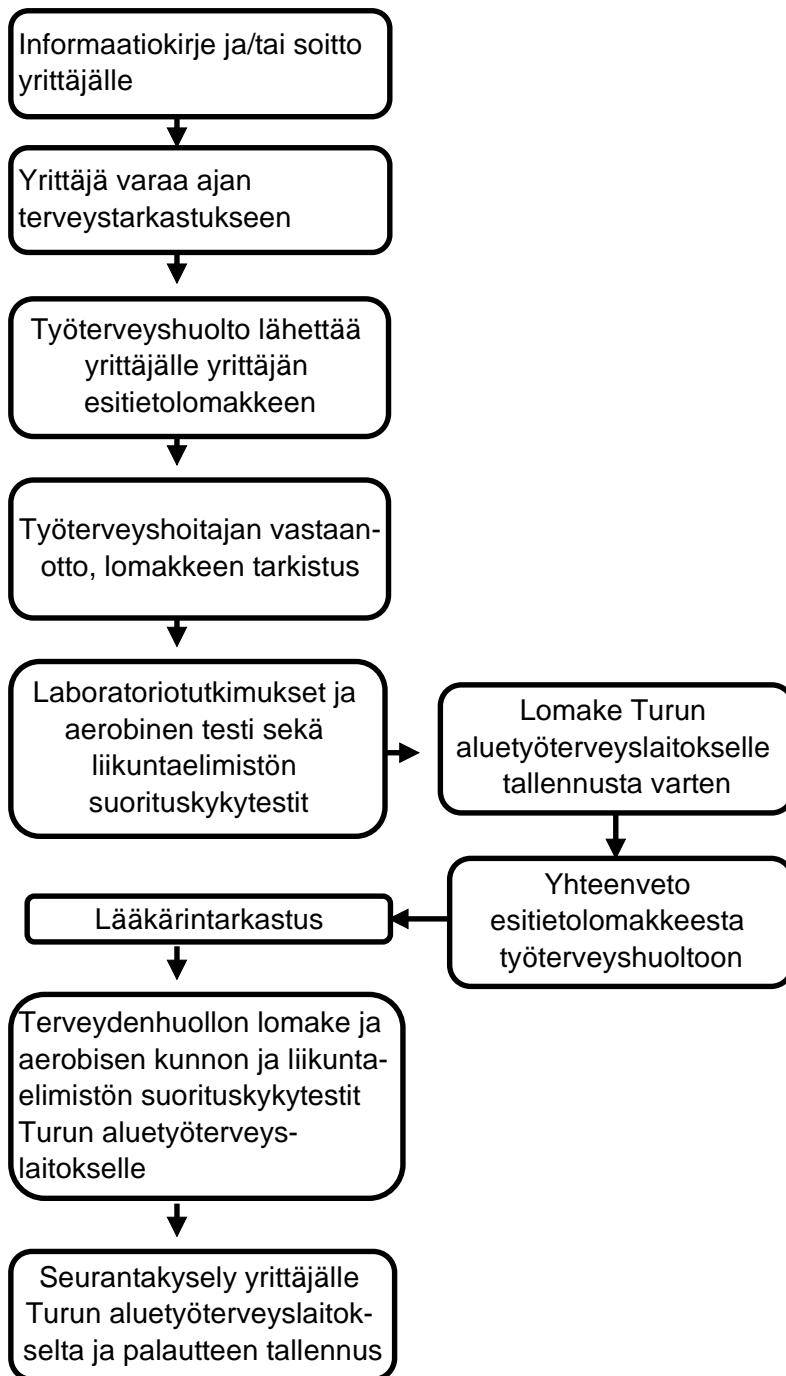 Informaatiokirje ja/tai soitto
yrittäjälle
Yrittäjä varaa ajan
terveystarkastukseen
Työterveyshuolto lähettää
yrittäjälle yrittäjän
esitietolomakkeen
Työterveyshoitajan vastaan-
otto, lomakkeen tarkistus
Laboratoriotutkimukset ja
aerobinen testi sekä
liikuntaelimistön
suorituskykytestit
Lomake Turun
aluetyöterveyslaitokselle
tallennusta varten
Yhteenveto
esitietolomakkeesta
työterveyshuoltoon
Lääkärintarkastus
Terveydenhuollon lomake ja
aerobisen kunnon ja liikunta-
elimistön suorituskykytestit
Turun aluetyöterveys-
laitokselle
Seurantakysely yrittäjälle
Turun aluetyöterveyslaitok-
selta ja palautteen tallennus